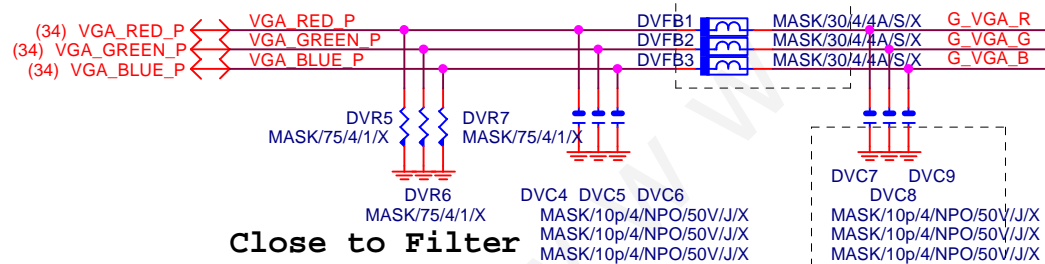 (34) VGA_RED_P VGA_RED_P DVFB1 MASK/30/4/4A/S/X G_VGA_R
(34) VGA_GREEN_P VGA_GREEN_P DVFB2 MASK/30/4/4A/S/X G_VGA_G
(34) VGA_BLUE_P VGA_BLUE_P DVFB3 MASK/30/4/4A/S/X G_VGA_B
DVR5 DVR7
MASK/75/4/1/X MASK/75/4/1/X
DVC7 DVC9
DVR6 DVC4 DVC5 DVC6 DVC8
MASK/75/4/1/X MASK/10p/4/NPO/50V/J/X MASK/10p/4/NPO/50V/J/X
MASK/10p/4/NPO/50V/J/X MASK/10p/4/NPO/50V/J/X
Close to Filter MASK/10p/4/NPO/50V/J/X MASK/10p/4/NPO/50V/J/X